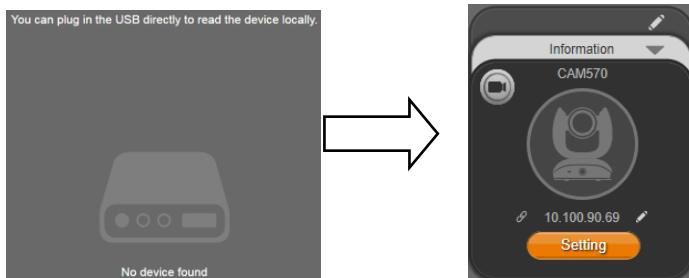 You can plug in the USB directly to read the device locally.
No device found
Information
CAM570
10.100.90.69
Setting